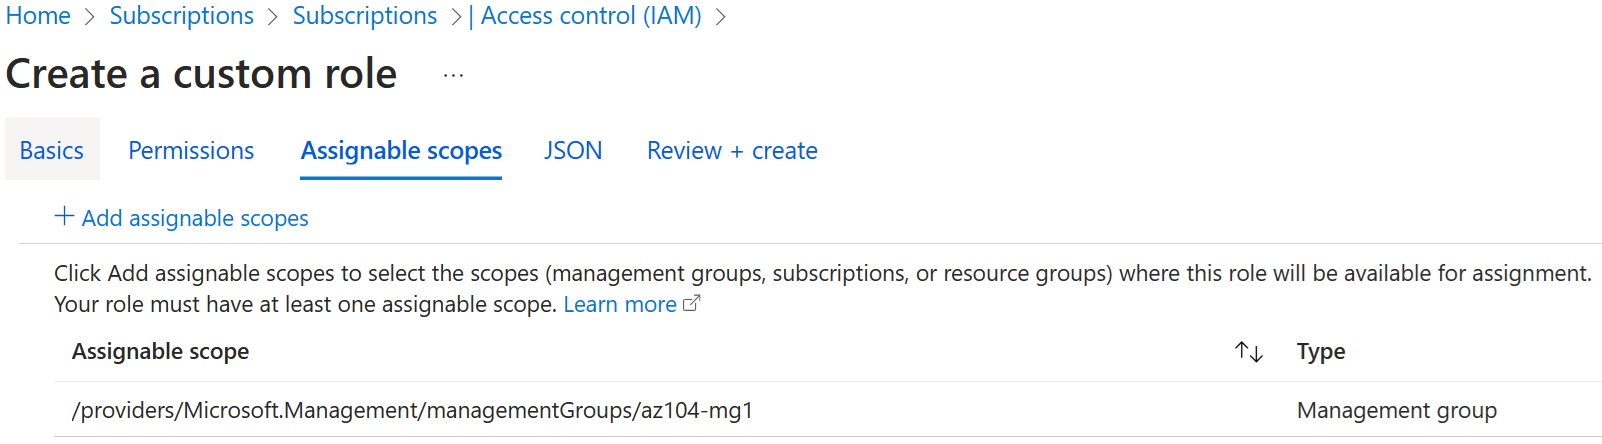 Home > Subscriptions > Subscriptions >| Access control (IAM) >
Create a custom role ...
Basics Permissions Assignable scopes JSON Review + create
+ Add assignable scopes
Click Add assignable scopes to select the scopes (management groups, subscriptions, or resource groups) where this role will be available for assignment.
Your role must have at least one assignable scope. Learn more
Assignable scope ↑↓ Type
/providers/Microsoft.Management/managementGroups/az104-mg1 Management group